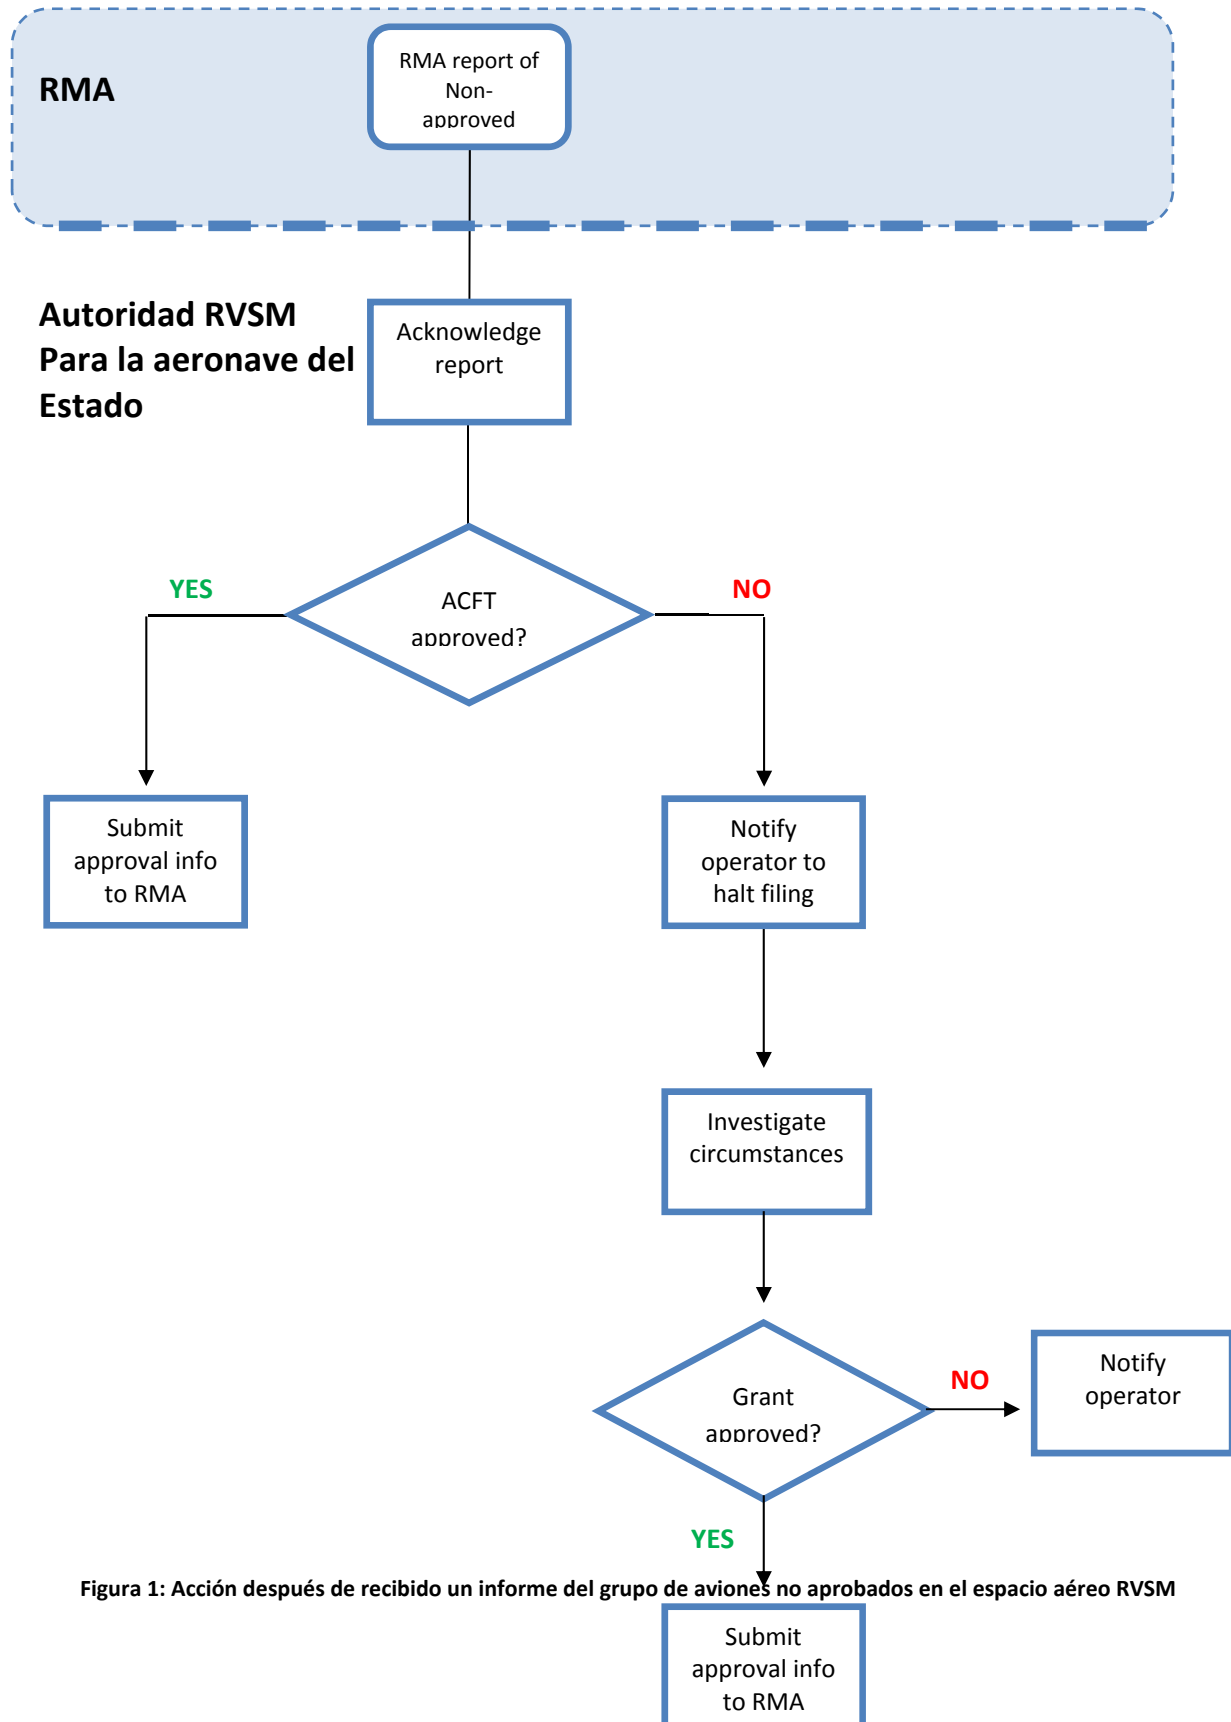 RMA
RMA report of
Non-
approved
Autoridad RVSM
Para la aeronave del
Estado
Acknowledge
report
ACFT
approved?
YES
NO
Submit
approval info
to RMA
Notify
operator to
halt filing
Investigate
circumstances
Grant
approved?
NO
Notify
operator
YES
Figura 1: Acción después de recibido un informe del grupo de aviones no aprobados en el espacio aéreo RVSM
Submit
approval info
to RMA